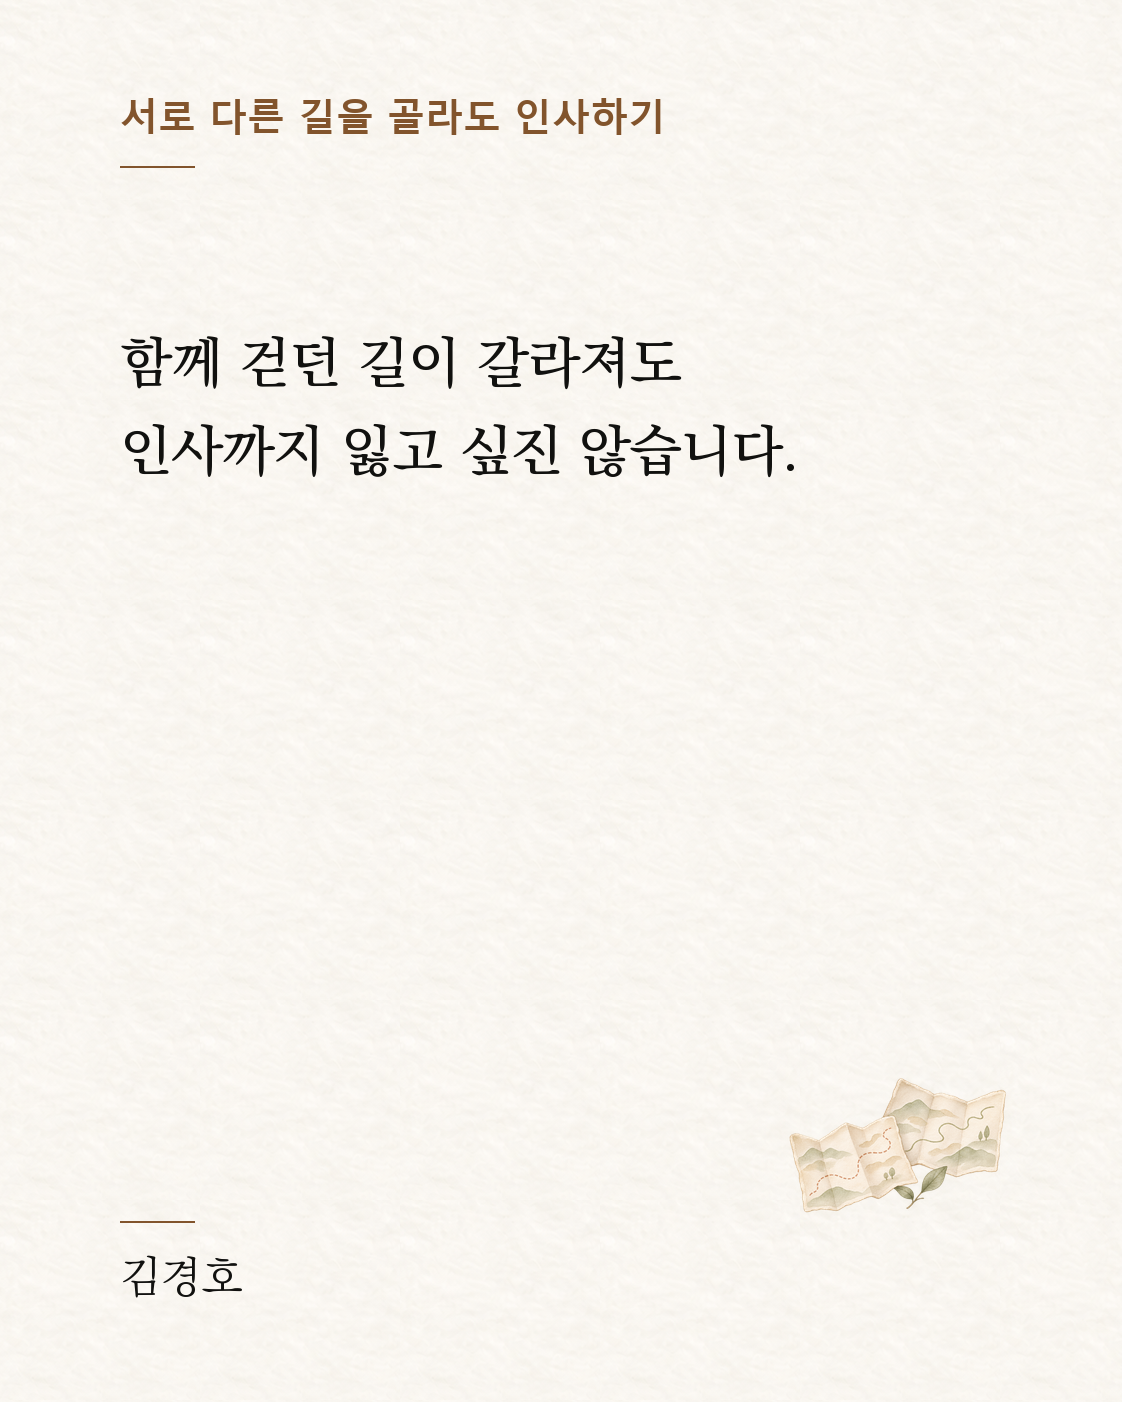 서로 다른 길을 골라도 인사하기
함께 걷던 길이 갈라져도
인사까지 잃고 싶진 않습니다.
김경호